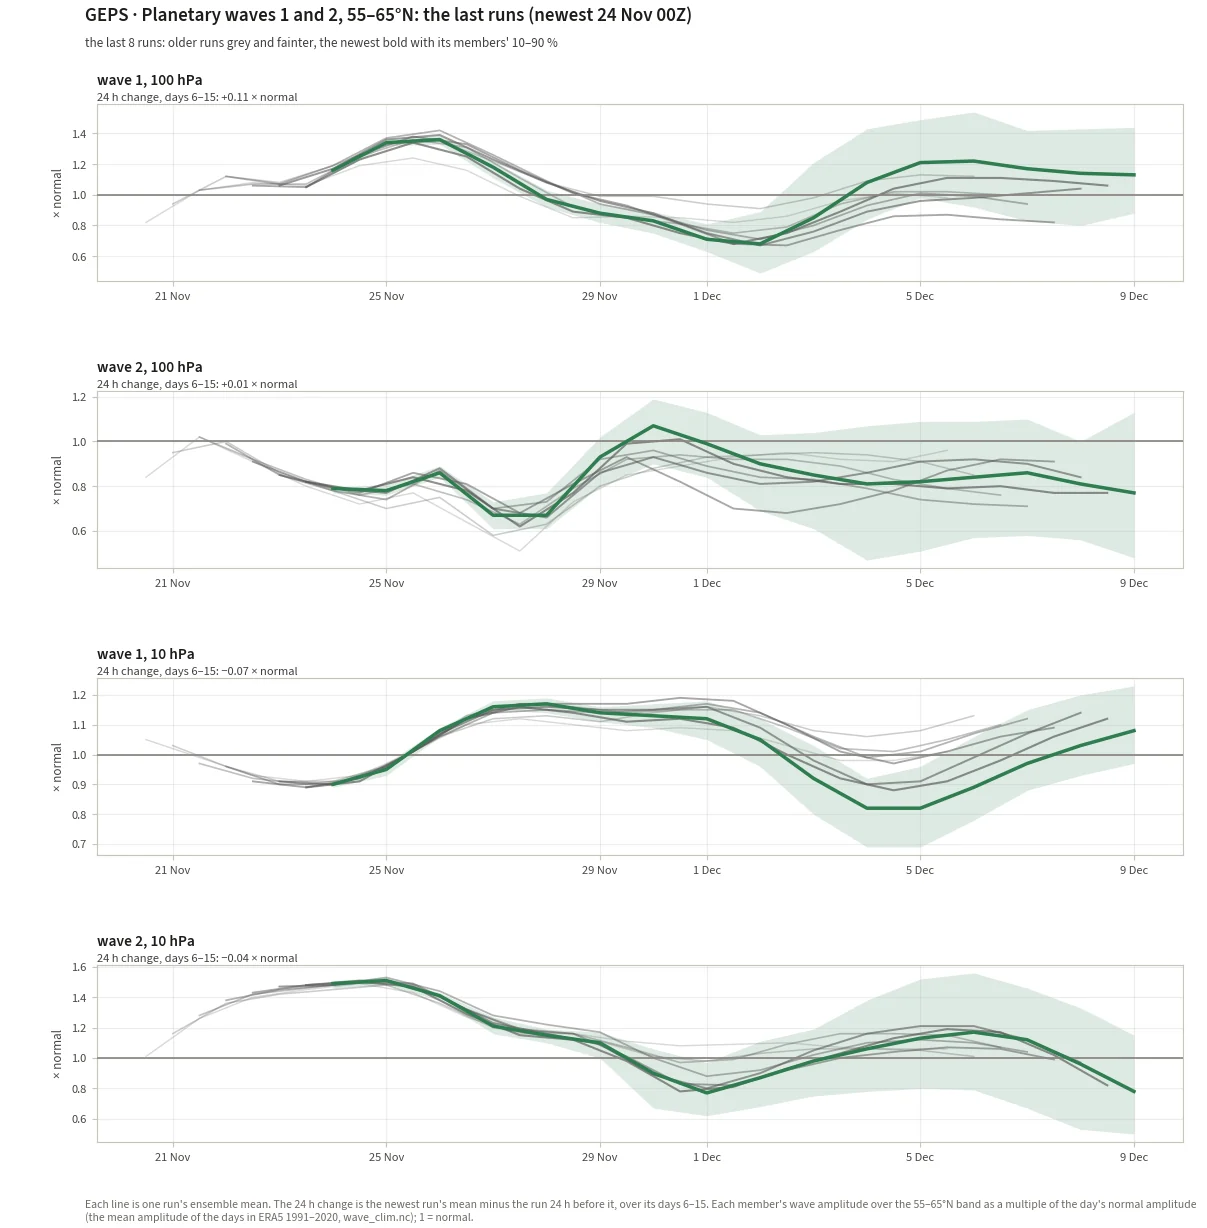 GEPS · Planetary waves 1 and 2, 55–65°N: the last runs (newest 24 Nov 00Z)
the last 8 runs: older runs grey and fainter, the newest bold with its members' 10–90 %
wave 1, 100 hPa
24 h change, days 6–15: +0.11 × normal
1.4
1.2
1.0
0.8
0.6
× normal
21 Nov 25 Nov 29 Nov 1 Dec 5 Dec 9 Dec
wave 2, 100 hPa
24 h change, days 6–15: +0.01 × normal
1.2
1.0
0.8
0.6
× normal
21 Nov 25 Nov 29 Nov 1 Dec 5 Dec 9 Dec
wave 1, 10 hPa
24 h change, days 6–15: −0.07 × normal
1.2
1.1
1.0
0.9
0.8
0.7
× normal
21 Nov 25 Nov 29 Nov 1 Dec 5 Dec 9 Dec
wave 2, 10 hPa
24 h change, days 6–15: −0.04 × normal
1.6
1.4
1.2
1.0
0.8
0.6
× normal
21 Nov 25 Nov 29 Nov 1 Dec 5 Dec 9 Dec
Each line is one run's ensemble mean. The 24 h change is the newest run's mean minus the run 24 h before it, over its days 6–15. Each member's wave amplitude over the 55–65°N band as a multiple of the day's normal amplitude
(the mean amplitude of the days in ERA5 1991–2020, wave_clim.nc); 1 = normal.